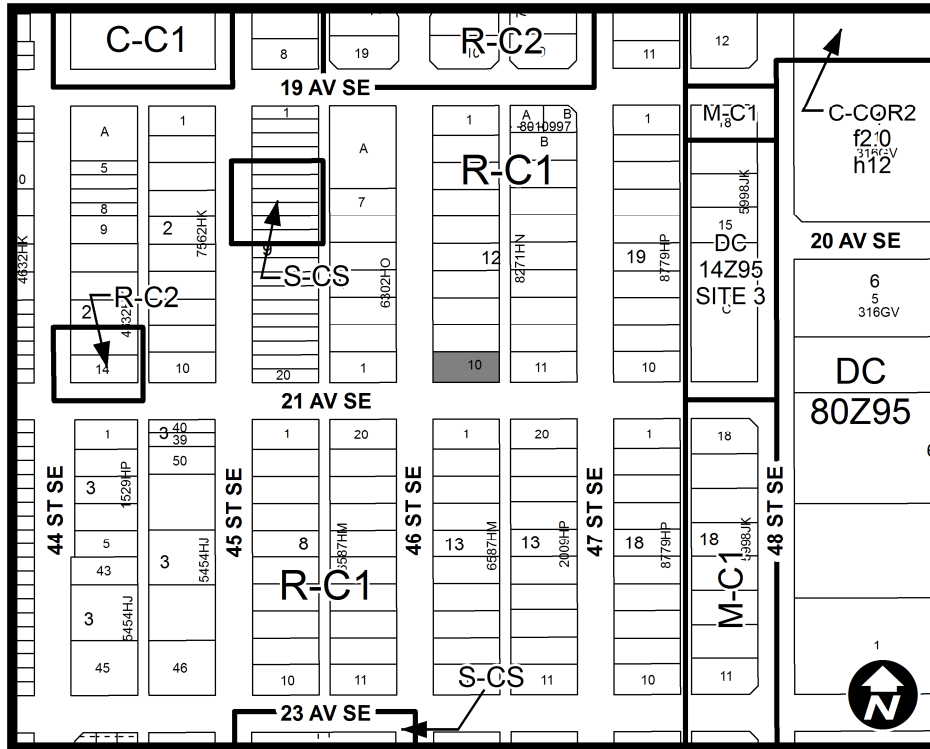 C-C1
8
19
R-C2
10
11
12
19 AV SE
A
1
1
A
1
A
B
8010997
B
1
M-C1
18
C-COR2
f2.0
h12
316GV
5
8
9
2
7562HK
4632HK
9
S-CS
7
6302HO
R-C1
12
8271HN
19
8779HP
5998JK
15
DC
14Z95
SITE 3
C
20 AV SE
6
5
316GV
R-C2
2
14
10
20
1
10
11
10
21 AV SE
DC
80Z95
1
3
1529HP
5
43
3
5454HJ
45
3
40
39
50
3
5454HJ
46
1
20
8
6587HM
R-C1
10
11
1
20
13
6587HM
13
2009HP
11
1
18
8779HP
10
18
18
5998JK
M-C1
11
1
44 ST SE
45 ST SE
46 ST SE
47 ST SE
48 ST SE
S-CS
23 AV SE
N